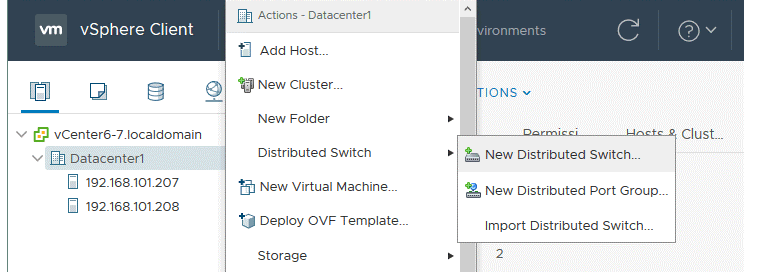 vm vSphere Client
vironments
Actions - Datacenter1
Add Host...
New Cluster...
New Folder
Distributed Switch
New Virtual Machine...
Deploy OVF Template...
Storage
vCenter6-7.localdomain
Datacenter1
192.168.101.207
192.168.101.208
TIONS
Permissi
Hosts & Clust...
New Distributed Switch...
New Distributed Port Group...
Import Distributed Switch...
2